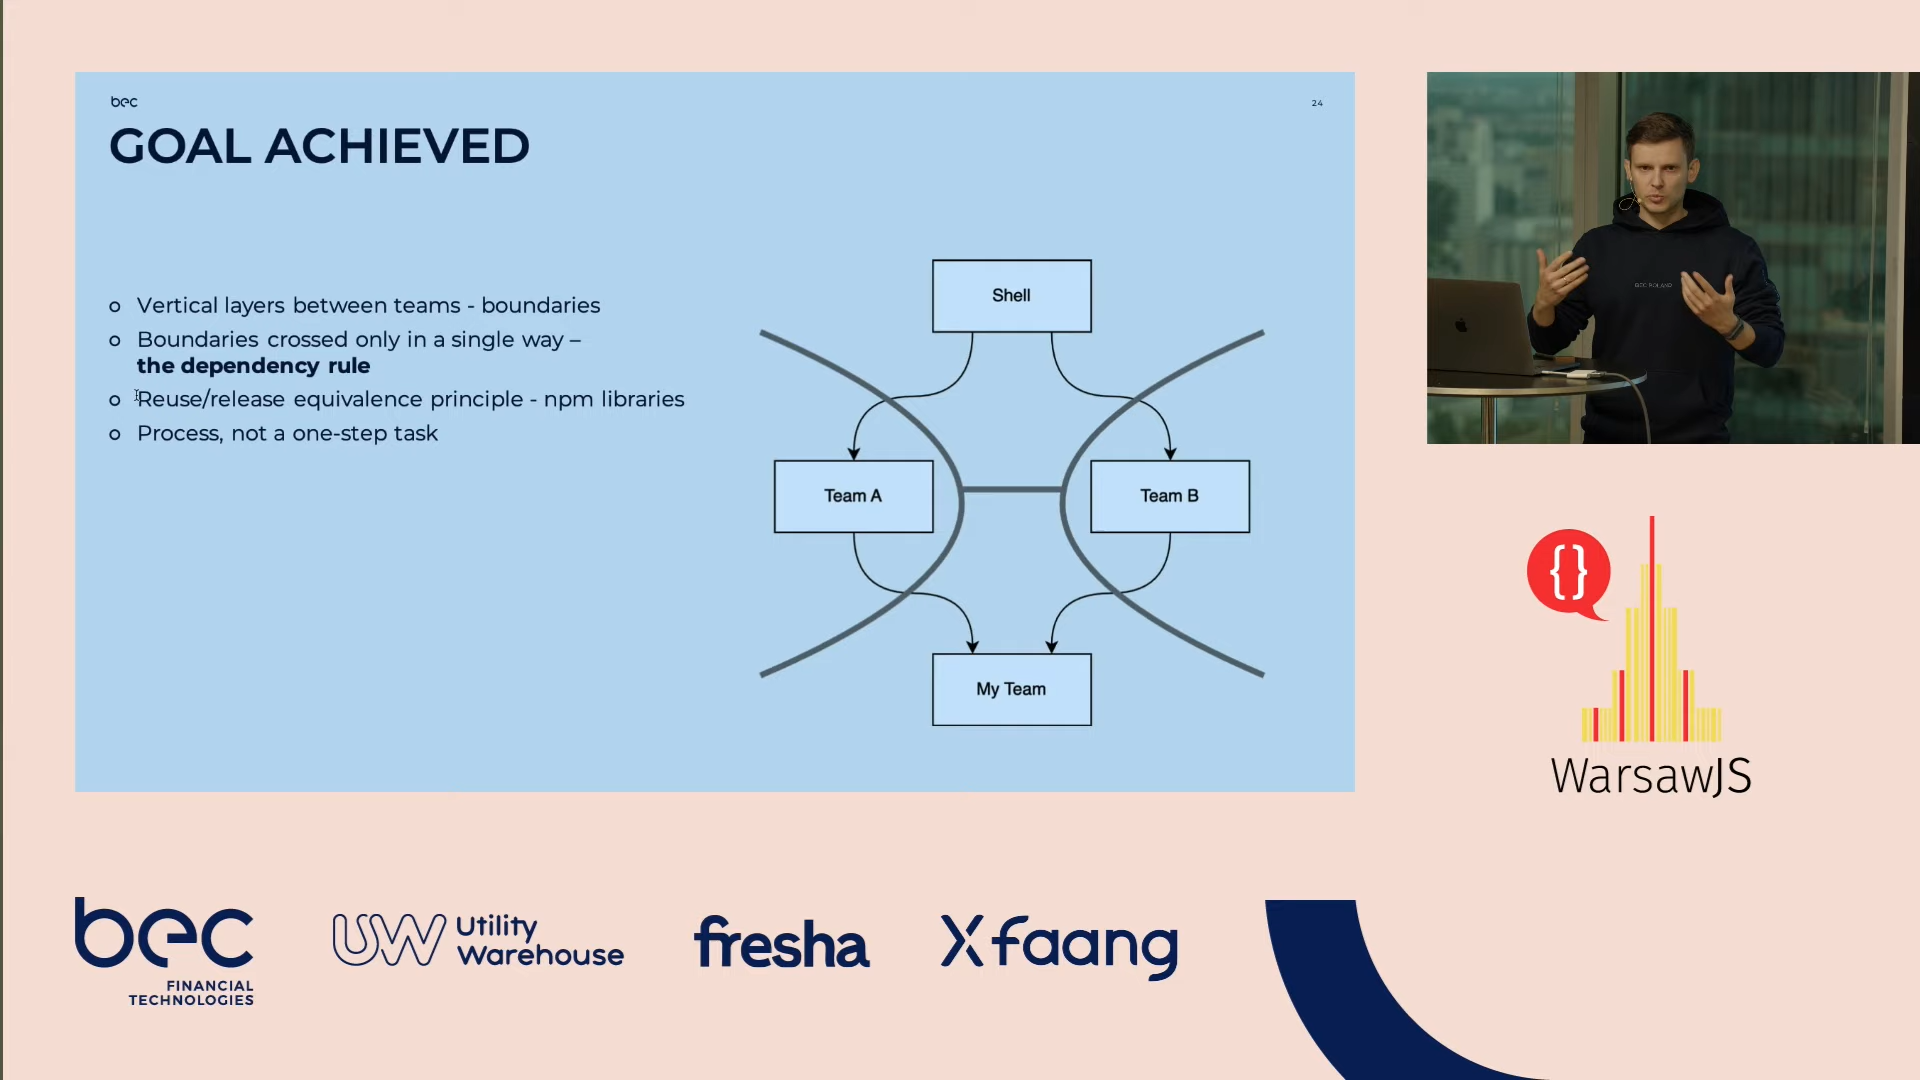 bec
24
GOAL ACHIEVED
Vertical layers between teams - boundaries
Boundaries crossed only in a single way –
the dependency rule
Reuse/release equivalence principle - npm libraries
Process, not a one-step task
Shell
Team A
Team B
My Team
BEC POLAND
{}
WarsawJS
bec
FINANCIAL
TECHNOLOGIES
UW Utility
Warehouse
fresha
Xfaang